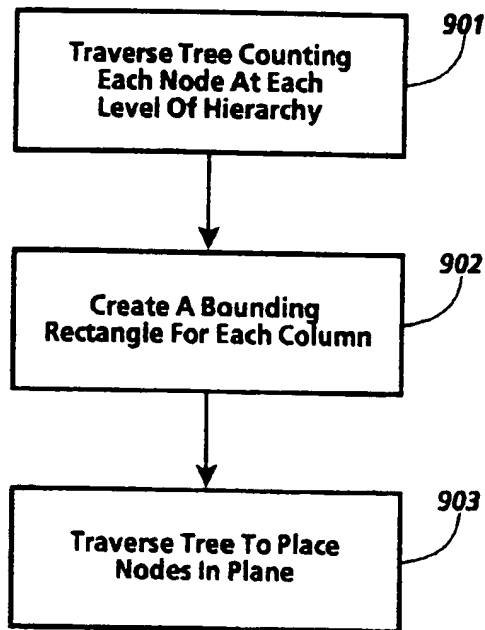 901
Traverse Tree Counting
Each Node At Each
Level Of Hierarchy
902
Create A Bounding
Rectangle For Each Column
903
Traverse Tree To Place
Nodes In Plane